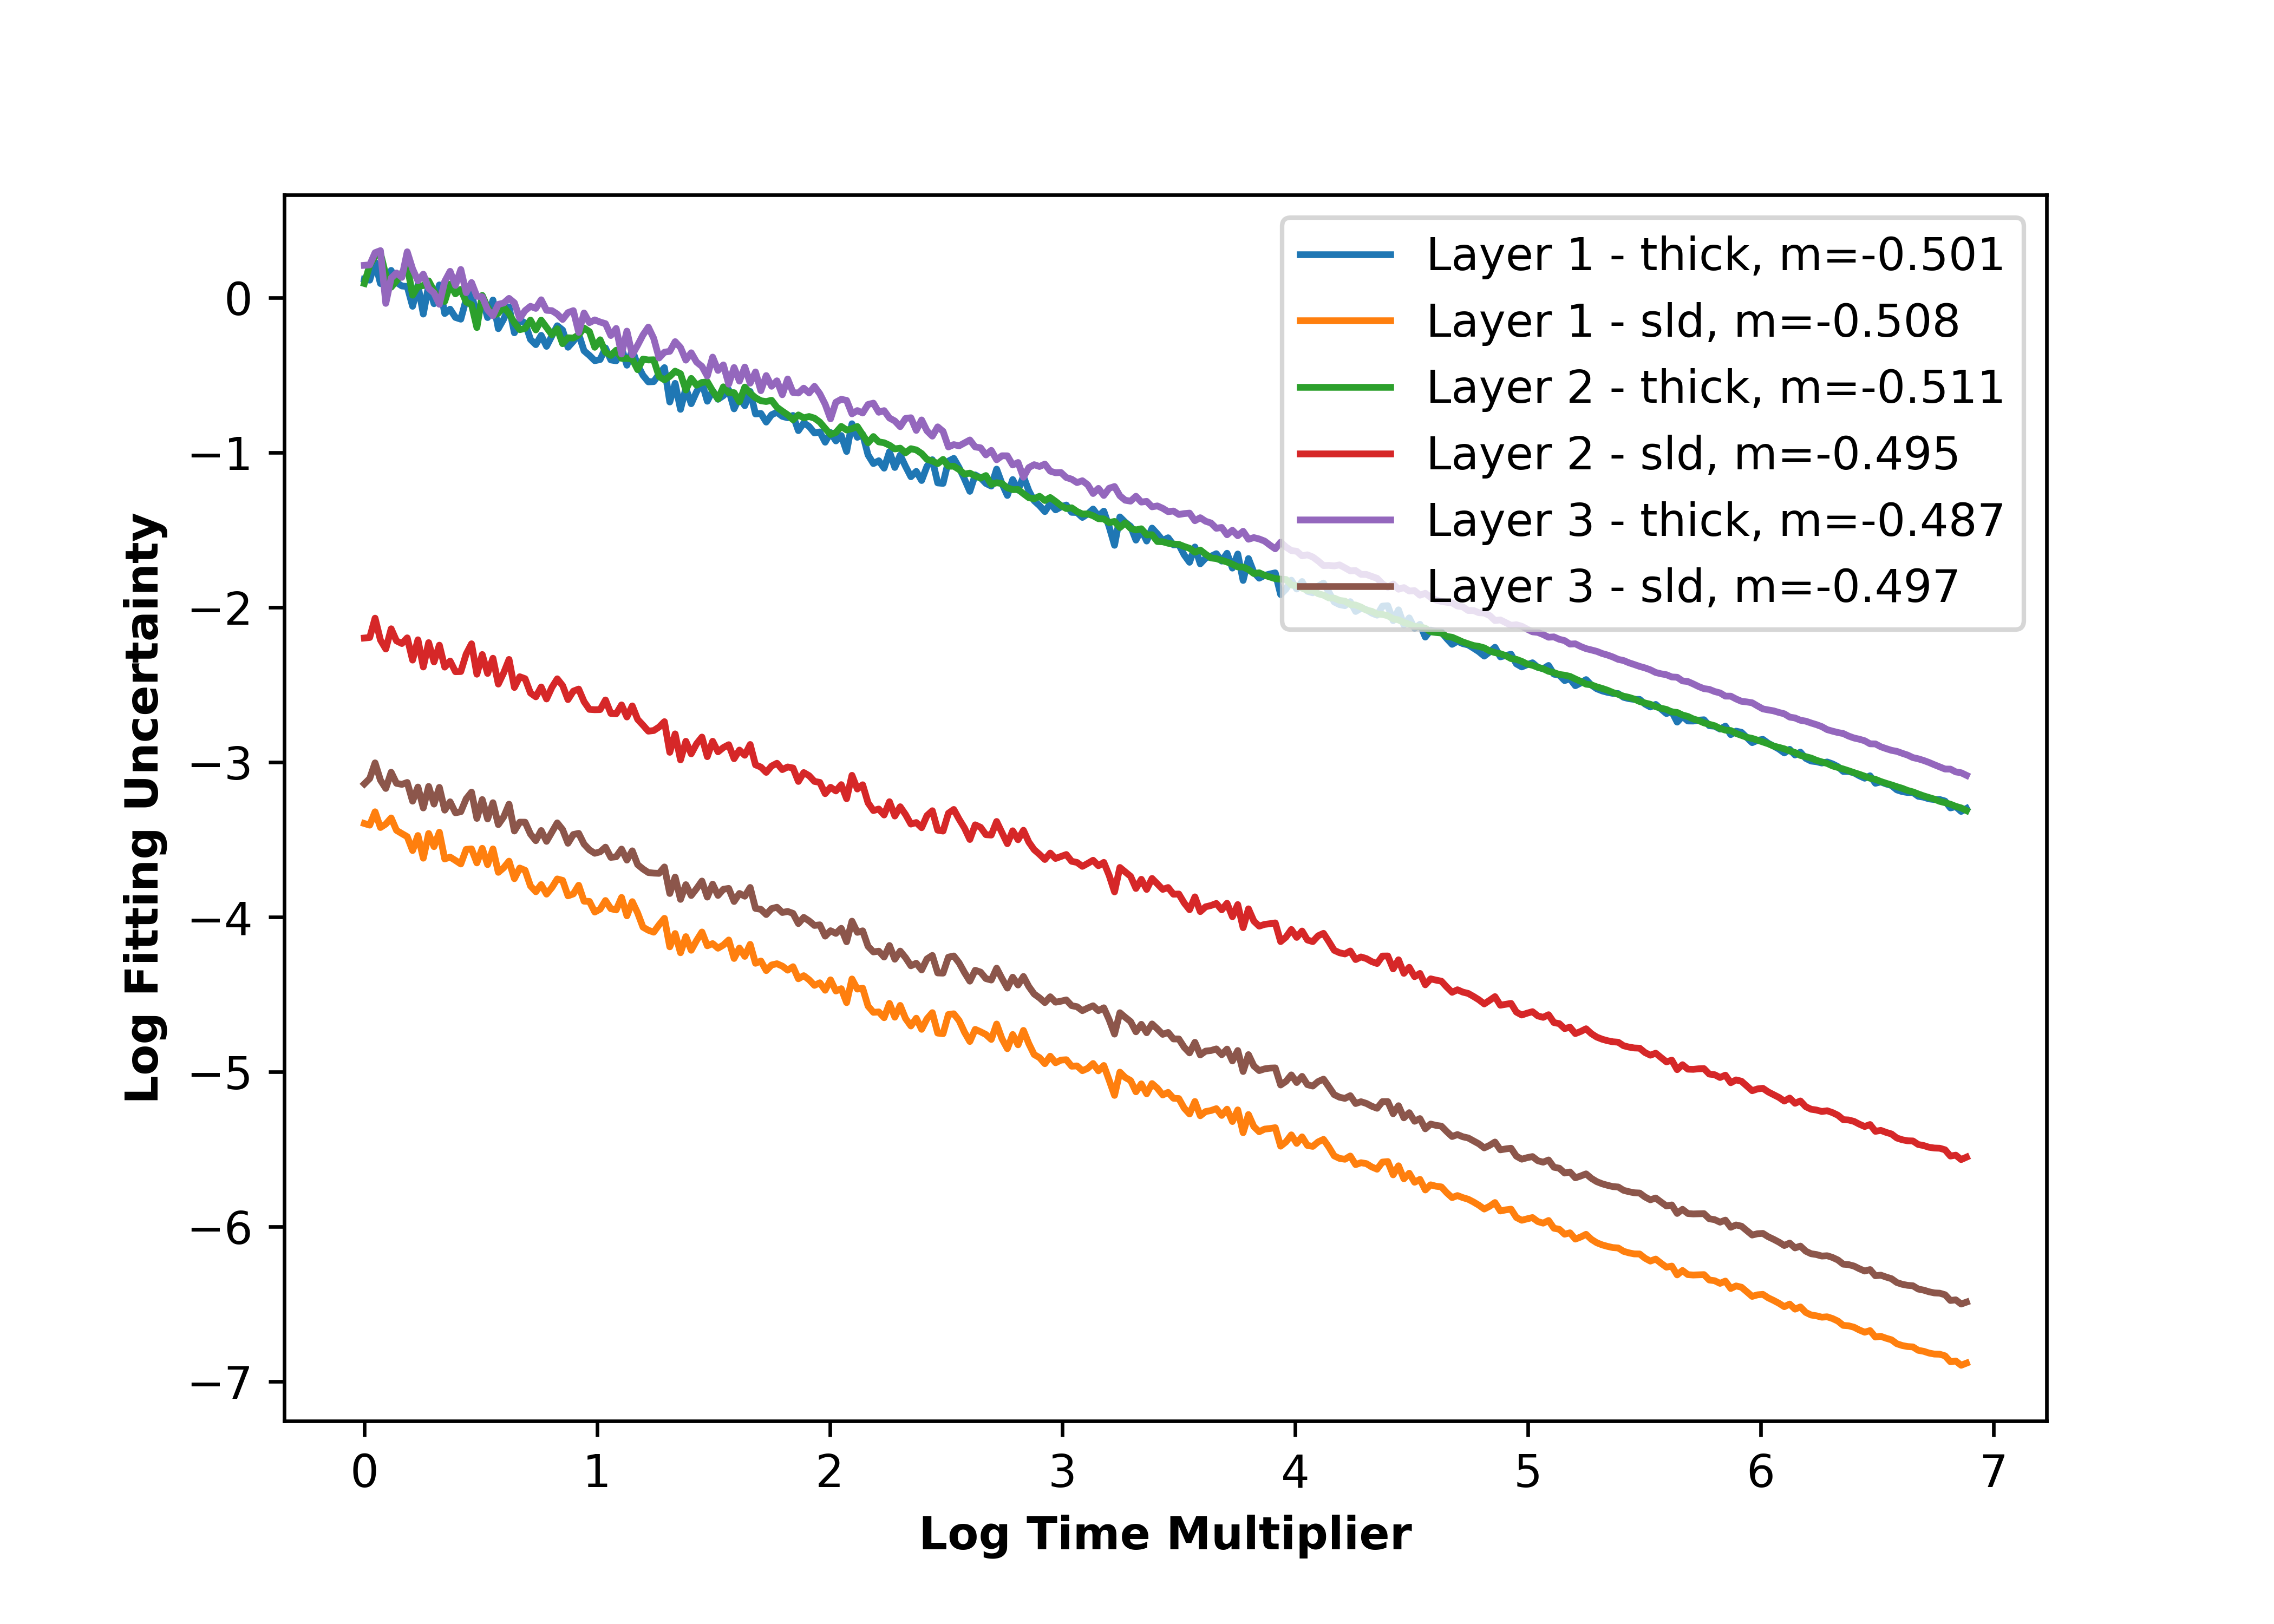 Layer 1 - thick, m=-0.501
Layer 1 - sld, m=-0.508
Layer 2 - thick, m=-0.511
Layer 2 - sld, m=-0.495
Layer 3 - thick, m=-0.487
Layer 3 - sld, m=-0.497
Log Fitting Uncertainty
0
−1
−2
−3
−4
−5
−6
−7
0 1 2 3 4 5 6 7
Log Time Multiplier